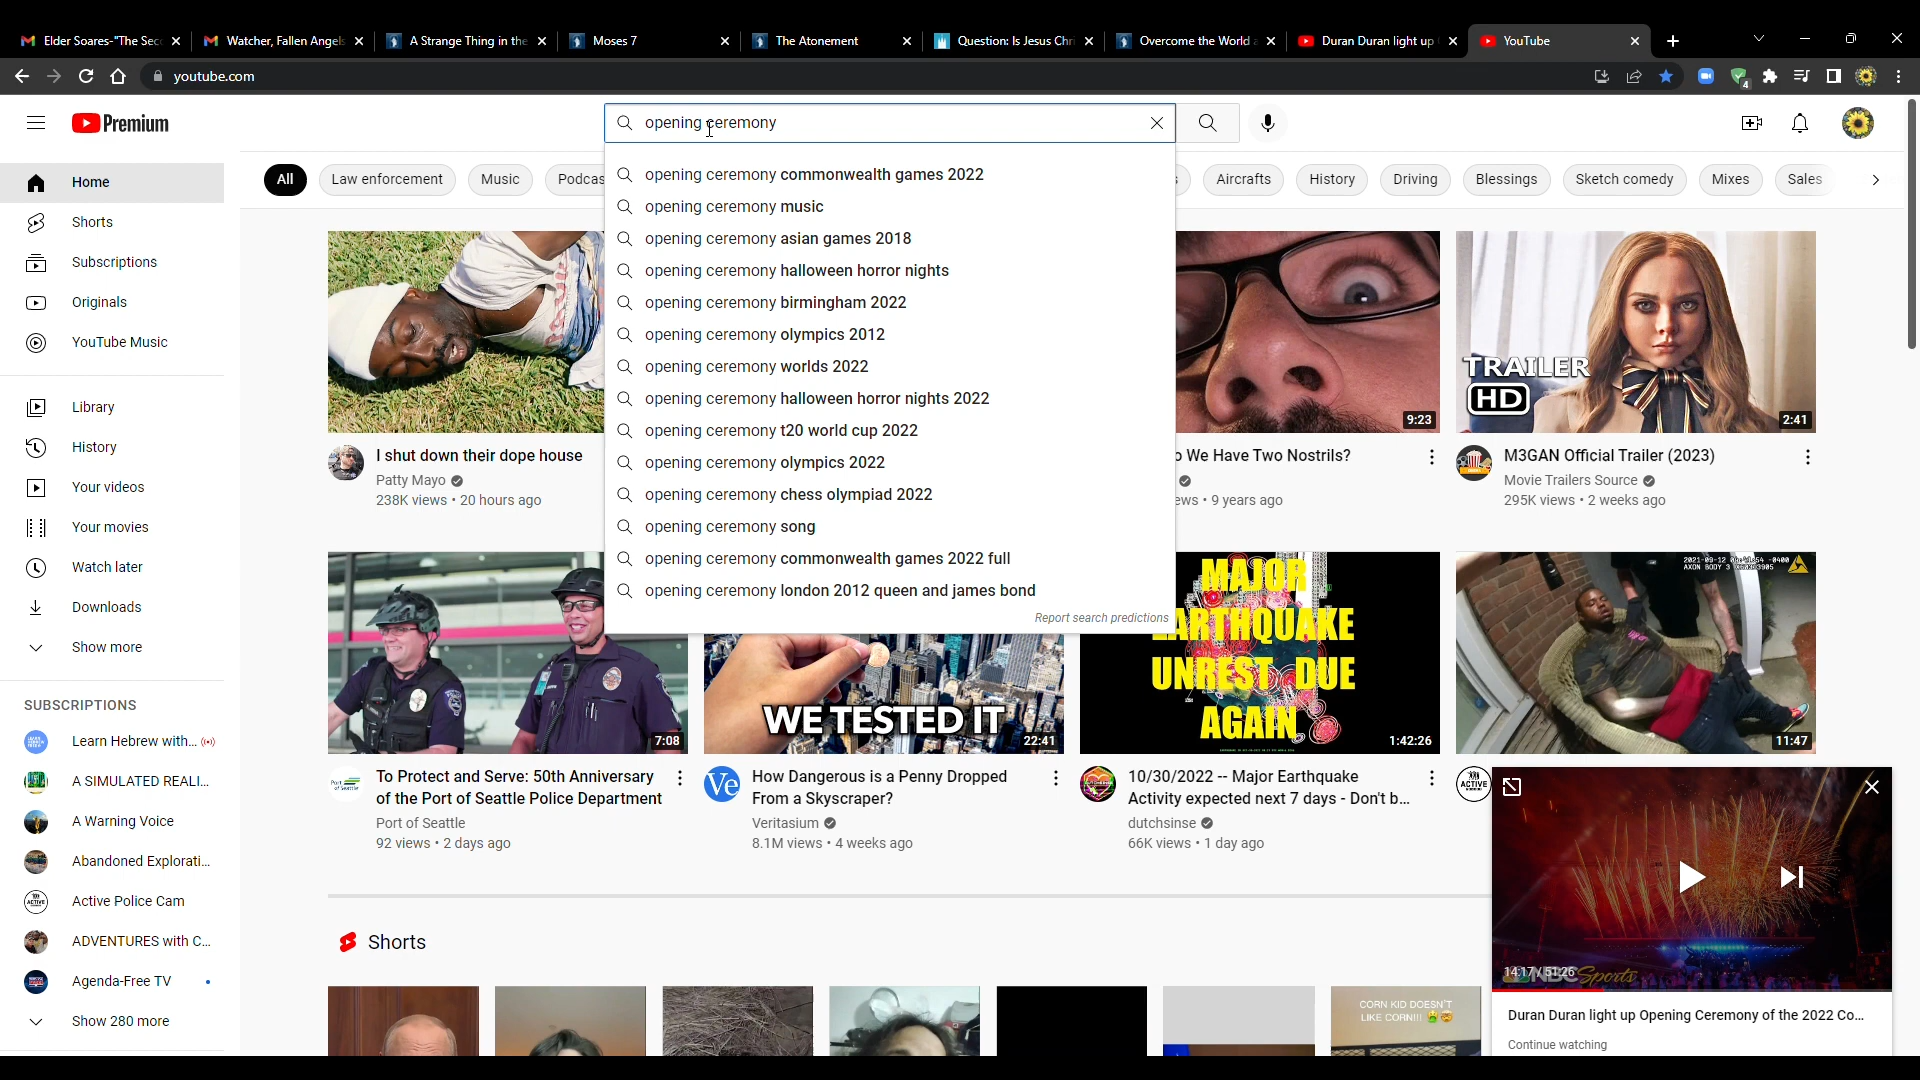 Elder Soares-"The Sec
Watcher, Fallen Angels
A Strange Thing in the
Moses 7
The Atonement
Question: Is Jesus Chri
Overcome the World a
Duran Duran light up
YouTube
youtube.com
4
Premium
opening ceremony
Home
Shorts
Subscriptions
Originals
YouTube Music
Library
History
Your videos
Your movies
Watch later
Downloads
Show more
SUBSCRIPTIONS
Learn Hebrew with...
A SIMULATED REALI...
A Warning Voice
Abandoned Explorati...
Active Police Cam
ADVENTURES with C...
Agenda-Free TV
Show 280 more
All
Law enforcement
Music
Podcas
s
Aircrafts
History
Driving
Blessings
Sketch comedy
Mixes
Sales
opening ceremony commonwealth games 2022
opening ceremony music
opening ceremony asian games 2018
opening ceremony halloween horror nights
opening ceremony birmingham 2022
opening ceremony olympics 2012
opening ceremony worlds 2022
opening ceremony halloween horror nights 2022
opening ceremony t20 world cup 2022
opening ceremony olympics 2022
opening ceremony chess olympiad 2022
opening ceremony song
opening ceremony commonwealth games 2022 full
opening ceremony london 2012 queen and james bond
Report search predictions
I shut down their dope house
Patty Mayo
238K views • 20 hours ago
9:23
o We Have Two Nostrils?
ews • 9 years ago
TRAILER
HD
2:41
M3GAN Official Trailer (2023)
Movie Trailers Source
295K views • 2 weeks ago
7:08
Port of Seattle
To Protect and Serve: 50th Anniversary
of the Port of Seattle Police Department
Port of Seattle
92 views • 2 days ago
WE TESTED IT
22:41
Ve
How Dangerous is a Penny Dropped
From a Skyscraper?
Veritasium
8.1M views • 4 weeks ago
MAJOR
EARTHQUAKE
UNREST DUE
AGAIN
1:42:26
10/30/2022 -- Major Earthquake
Activity expected next 7 days - Don't b...
dutchsinse
66K views • 1 day ago
AXON BODY 3
11:47
ACTIVE
Shorts
CORN KID DOESN'T
LIKE CORN!!!
14:17 / 51:26
NBC Sports
Duran Duran light up Opening Ceremony of the 2022 Co...
Continue watching